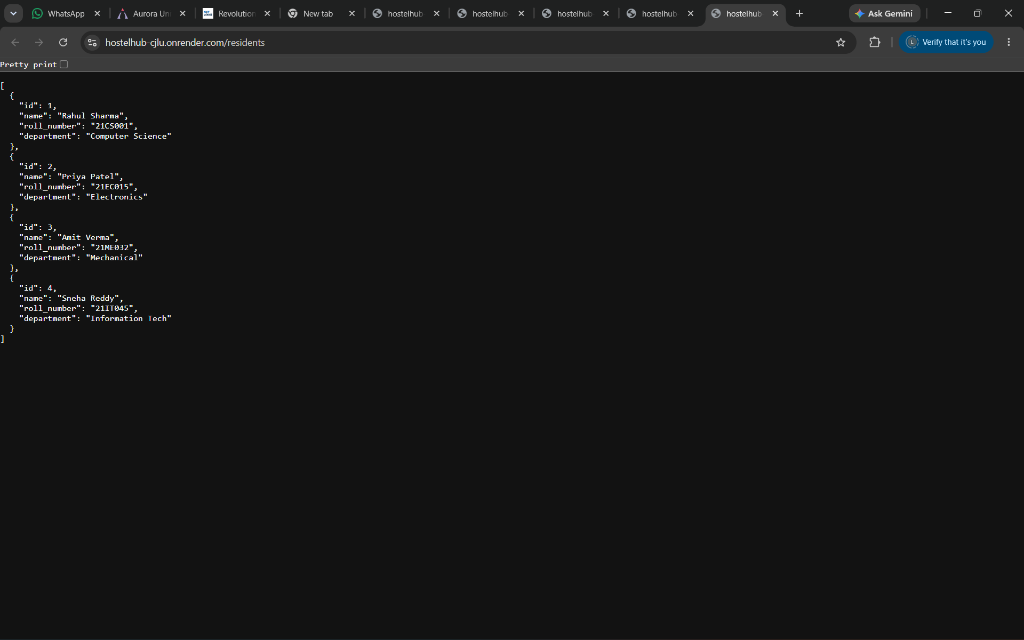 WhatsApp
Aurora Un
Revolution
New tab
hostelhub
hostelhub
hostelhub
hostelhub
hostelhub
Ask Gemini
hostelhub-cjlu.onrender.com/residents
Verify that it's you
Pretty print
[
{
"id": 1,
"name": "Rahul Sharma",
"roll_number": "21CS001",
"department": "Computer Science"
},
{
"id": 2,
"name": "Priya Patel",
"roll_number": "21EC015",
"department": "Electronics"
},
{
"id": 3,
"name": "Amit Verma",
"roll_number": "21ME032",
"department": "Mechanical"
},
{
"id": 4,
"name": "Sneha Reddy",
"roll_number": "21IT045",
"department": "Information Tech"
}
]